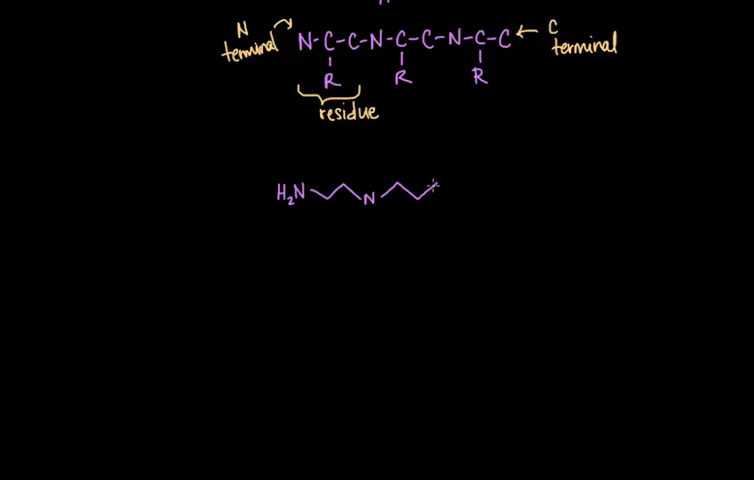 N terminal N-C-C-N-C-C-N-C-C C terminal
R R R
residue
H2N N